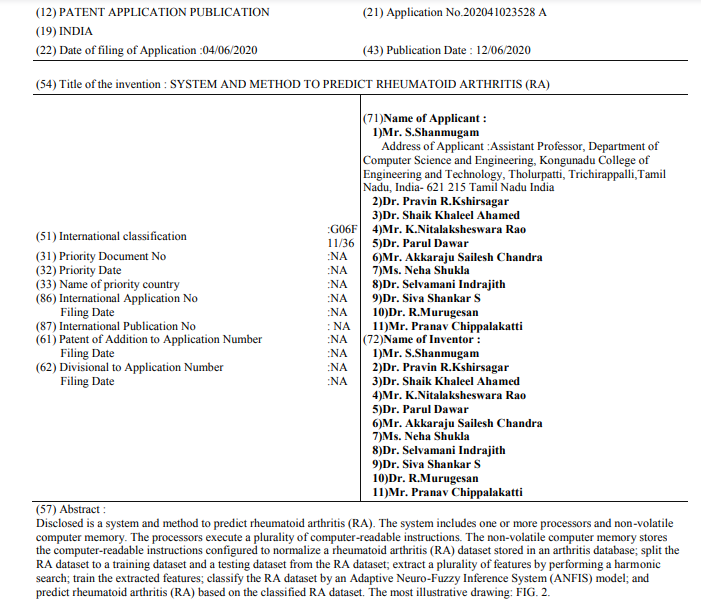 (12) PATENT APPLICATION PUBLICATION
(21) Application No.202041023528 A
(19) INDIA
(22) Date of filing of Application :04/06/2020
(43) Publication Date : 12/06/2020
(54) Title of the invention : SYSTEM AND METHOD TO PREDICT RHEUMATOID ARTHRITIS (RA)
(51) International classification :G06F 11/36
(31) Priority Document No :NA
(32) Priority Date :NA
(33) Name of priority country :NA
(86) International Application No :NA
Filing Date :NA
(87) International Publication No : NA
(61) Patent of Addition to Application Number :NA
Filing Date :NA
(62) Divisional to Application Number :NA
Filing Date :NA
(71)Name of Applicant :
1)Mr. S.Shanmugam
Address of Applicant :Assistant Professor, Department of
Computer Science and Engineering, Kongunadu College of
Engineering and Technology, Tholurpatti, Trichirappalli,Tamil
Nadu, India- 621 215 Tamil Nadu India
2)Dr. Pravin R.Kshirsagar
3)Dr. Shaik Khaleel Ahamed
4)Mr. K.Nitalaksheswara Rao
5)Dr. Parul Dawar
6)Mr. Akkaraju Sailesh Chandra
7)Ms. Neha Shukla
8)Dr. Selvamani Indrajith
9)Dr. Siva Shankar S
10)Dr. R.Murugesan
11)Mr. Pranav Chippalakatti
(72)Name of Inventor :
1)Mr. S.Shanmugam
2)Dr. Pravin R.Kshirsagar
3)Dr. Shaik Khaleel Ahamed
4)Mr. K.Nitalaksheswara Rao
5)Dr. Parul Dawar
6)Mr. Akkaraju Sailesh Chandra
7)Ms. Neha Shukla
8)Dr. Selvamani Indrajith
9)Dr. Siva Shankar S
10)Dr. R.Murugesan
11)Mr. Pranav Chippalakatti
(57) Abstract :
Disclosed is a system and method to predict rheumatoid arthritis (RA). The system includes one or more processors and non-volatile
computer memory. The processors execute a plurality of computer-readable instructions. The non-volatile computer memory stores
the computer-readable instructions configured to normalize a rheumatoid arthritis (RA) dataset stored in an arthritis database; split the
RA dataset to a training dataset and a testing dataset from the RA dataset; extract a plurality of features by performing a harmonic
search; train the extracted features; classify the RA dataset by an Adaptive Neuro-Fuzzy Inference System (ANFIS) model; and
predict rheumatoid arthritis (RA) based on the classified RA dataset. The most illustrative drawing: FIG. 2.